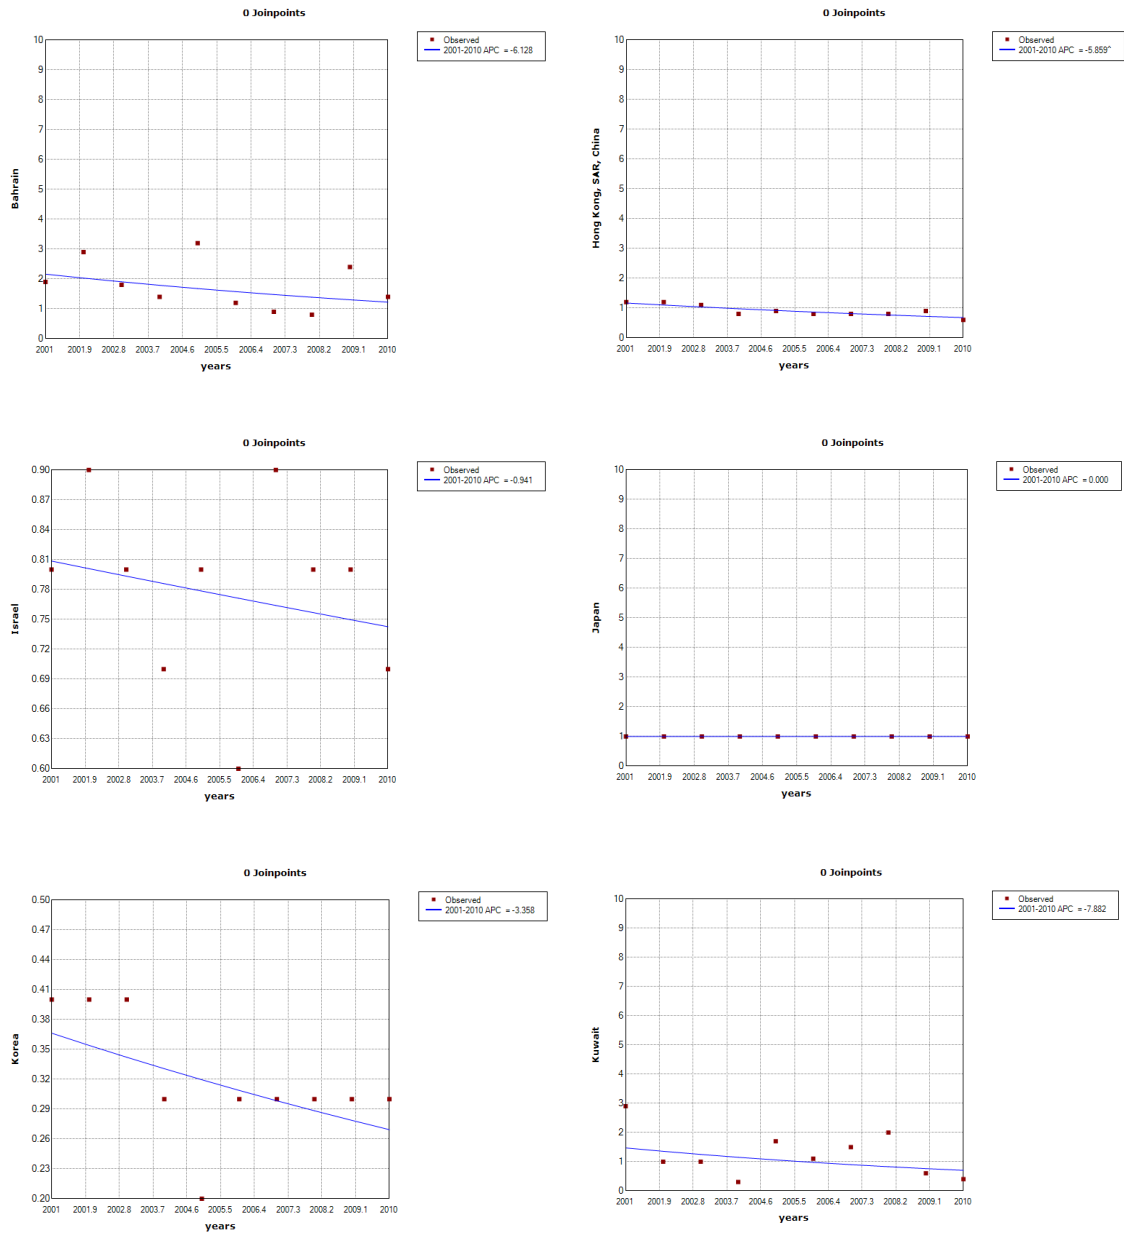 0 Joinpoints
Observed
2001-2010 APC = -6.128
10
9
8
7
6
5
4
3
2
1
0
Bahrain
2001 2001.9 2002.8 2003.7 2004.6 2005.5 2006.4 2007.3 2008.2 2009.1 2010
years
0 Joinpoints
Observed
2001-2010 APC = -5.859^
10
9
8
7
6
5
4
3
2
1
0
Hong Kong, SAR, China
2001 2001.9 2002.8 2003.7 2004.6 2005.5 2006.4 2007.3 2008.2 2009.1 2010
years
0 Joinpoints
Observed
2001-2010 APC = -0.941
0.90
0.87
0.84
0.81
0.78
0.75
0.72
0.69
0.66
0.63
0.60
Israel
2001 2001.9 2002.8 2003.7 2004.6 2005.5 2006.4 2007.3 2008.2 2009.1 2010
years
0 Joinpoints
Observed
2001-2010 APC = 0.000
10
9
8
7
6
5
4
3
2
1
0
Japan
2001 2001.9 2002.8 2003.7 2004.6 2005.5 2006.4 2007.3 2008.2 2009.1 2010
years
0 Joinpoints
Observed
2001-2010 APC = -3.358
0.50
0.47
0.44
0.41
0.38
0.35
0.32
0.29
0.26
0.23
0.20
Korea
2001 2001.9 2002.8 2003.7 2004.6 2005.5 2006.4 2007.3 2008.2 2009.1 2010
years
0 Joinpoints
Observed
2001-2010 APC = -7.882
10
9
8
7
6
5
4
3
2
1
0
Kuwait
2001 2001.9 2002.8 2003.7 2004.6 2005.5 2006.4 2007.3 2008.2 2009.1 2010
years